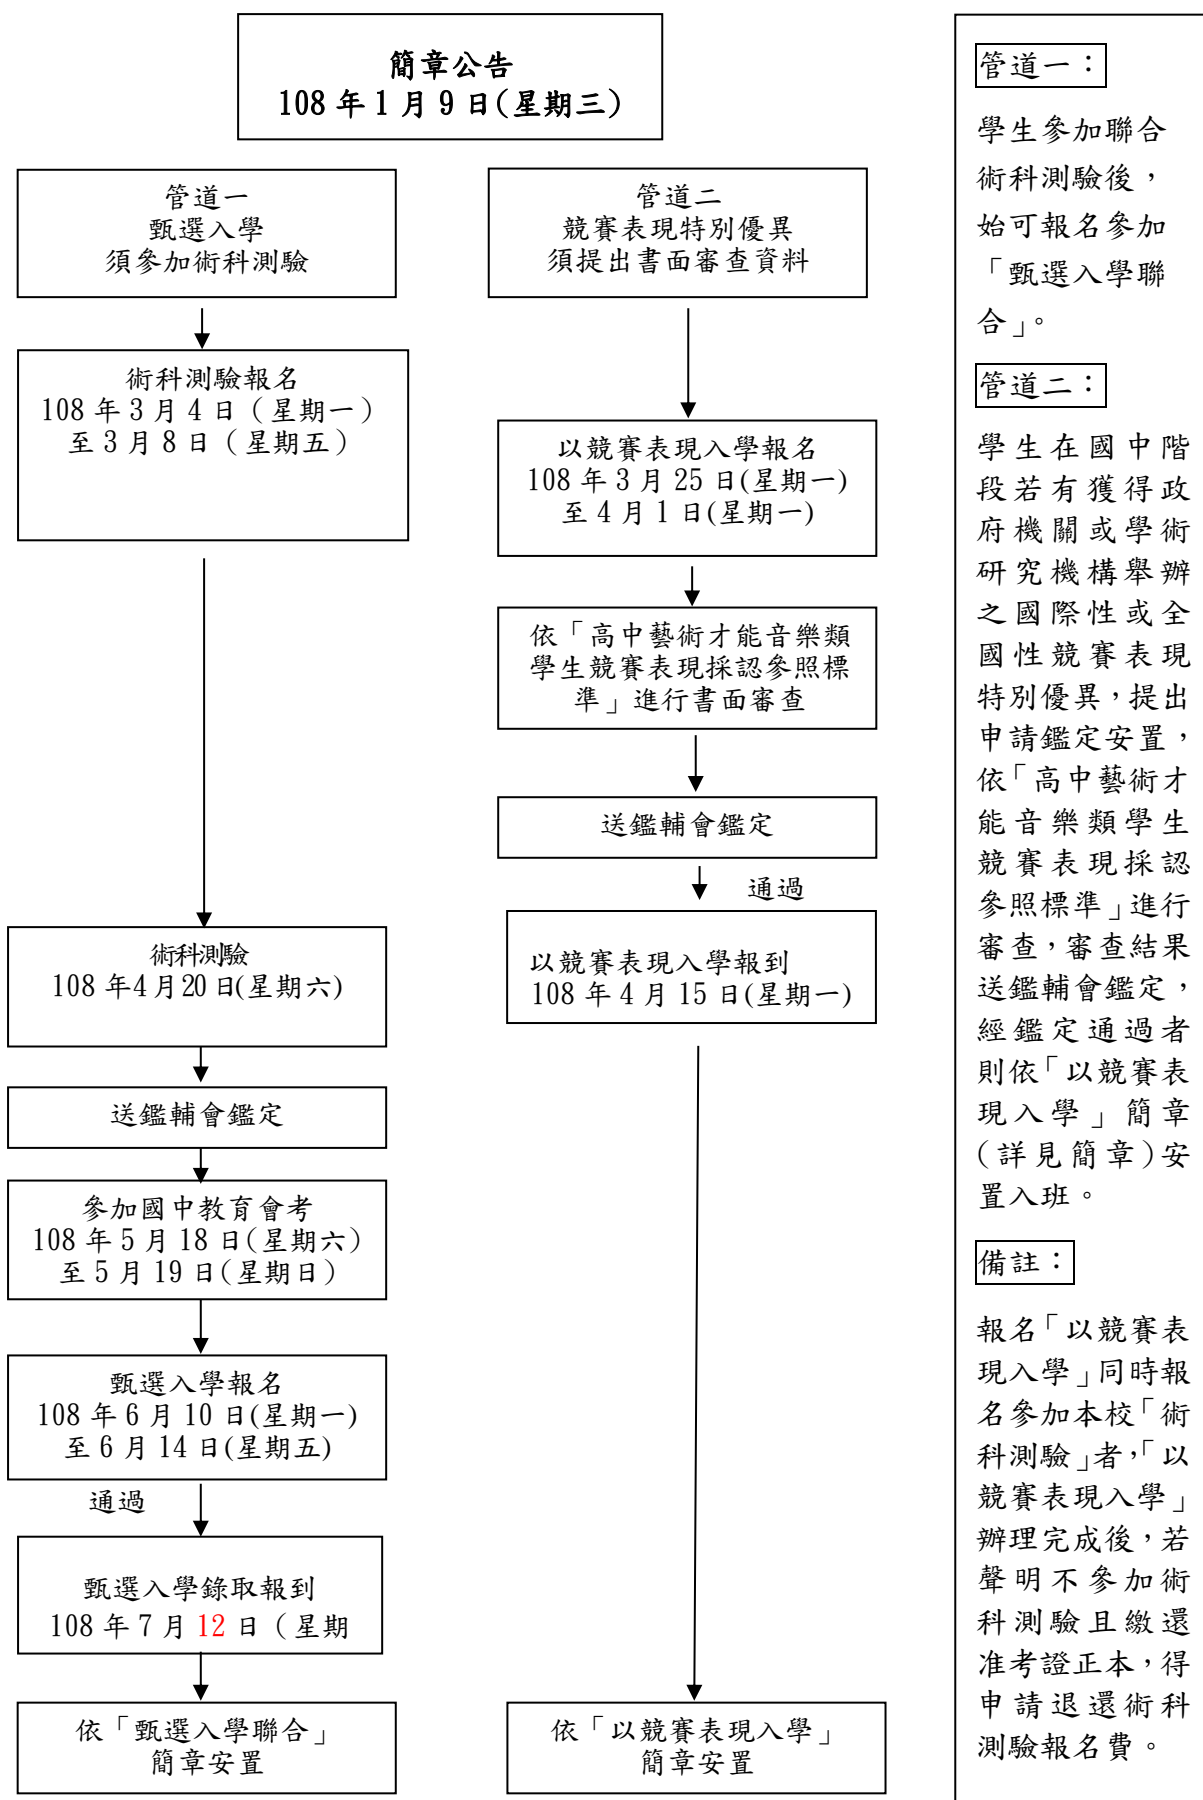 簡章公告
108 年 1 月 9 日(星期三)
管道一
甄選入學
須參加術科測驗
術科測驗報名
108 年 3 月 4 日（星期一）
至 3 月 8 日（星期五）
術科測驗
108 年4 月20 日(星期六)
送鑑輔會鑑定
參加國中教育會考
108 年 5 月 18 日(星期六)
至 5 月 19 日(星期日)
甄選入學報名
108 年 6 月 10 日(星期一)
至 6 月 14 日(星期五)
通過
甄選入學錄取報到
108 年 7 月 12 日（星期
依「甄選入學聯合」
簡章安置
管道二
競賽表現特別優異
須提出書面審查資料
以競賽表現入學報名
108 年 3 月 25 日(星期一)
至 4 月 1 日(星期一)
依「高中藝術才能音樂類
學生競賽表現採認參照標
準」進行書面審查
送鑑輔會鑑定
通過
以競賽表現入學報到
108 年 4 月 15 日(星期一)
依「以競賽表現入學」
簡章安置
管道一：
學生參加聯合
術科測驗後，
始可報名參加
「甄選入學聯
合」。
管道二：
學生在國中階
段若有獲得政
府機關或學術
研究機構舉辦
之國際性或全
國性競賽表現
特別優異，提出
申請鑑定安置，
依「高中藝術才
能音樂類學生
競賽表現採認
參照標準」進行
審查，審查結果
送鑑輔會鑑定，
經鑑定通過者
則依「以競賽表
現入學」簡章
(詳見簡章)安
置入班。
備註：
報名「以競賽表
現入學」同時報
名參加本校「術
科測驗」者，「以
競賽表現入學」
辦理完成後，若
聲明不參加術
科測驗且繳還
准考證正本，得
申請退還術科
測驗報名費。